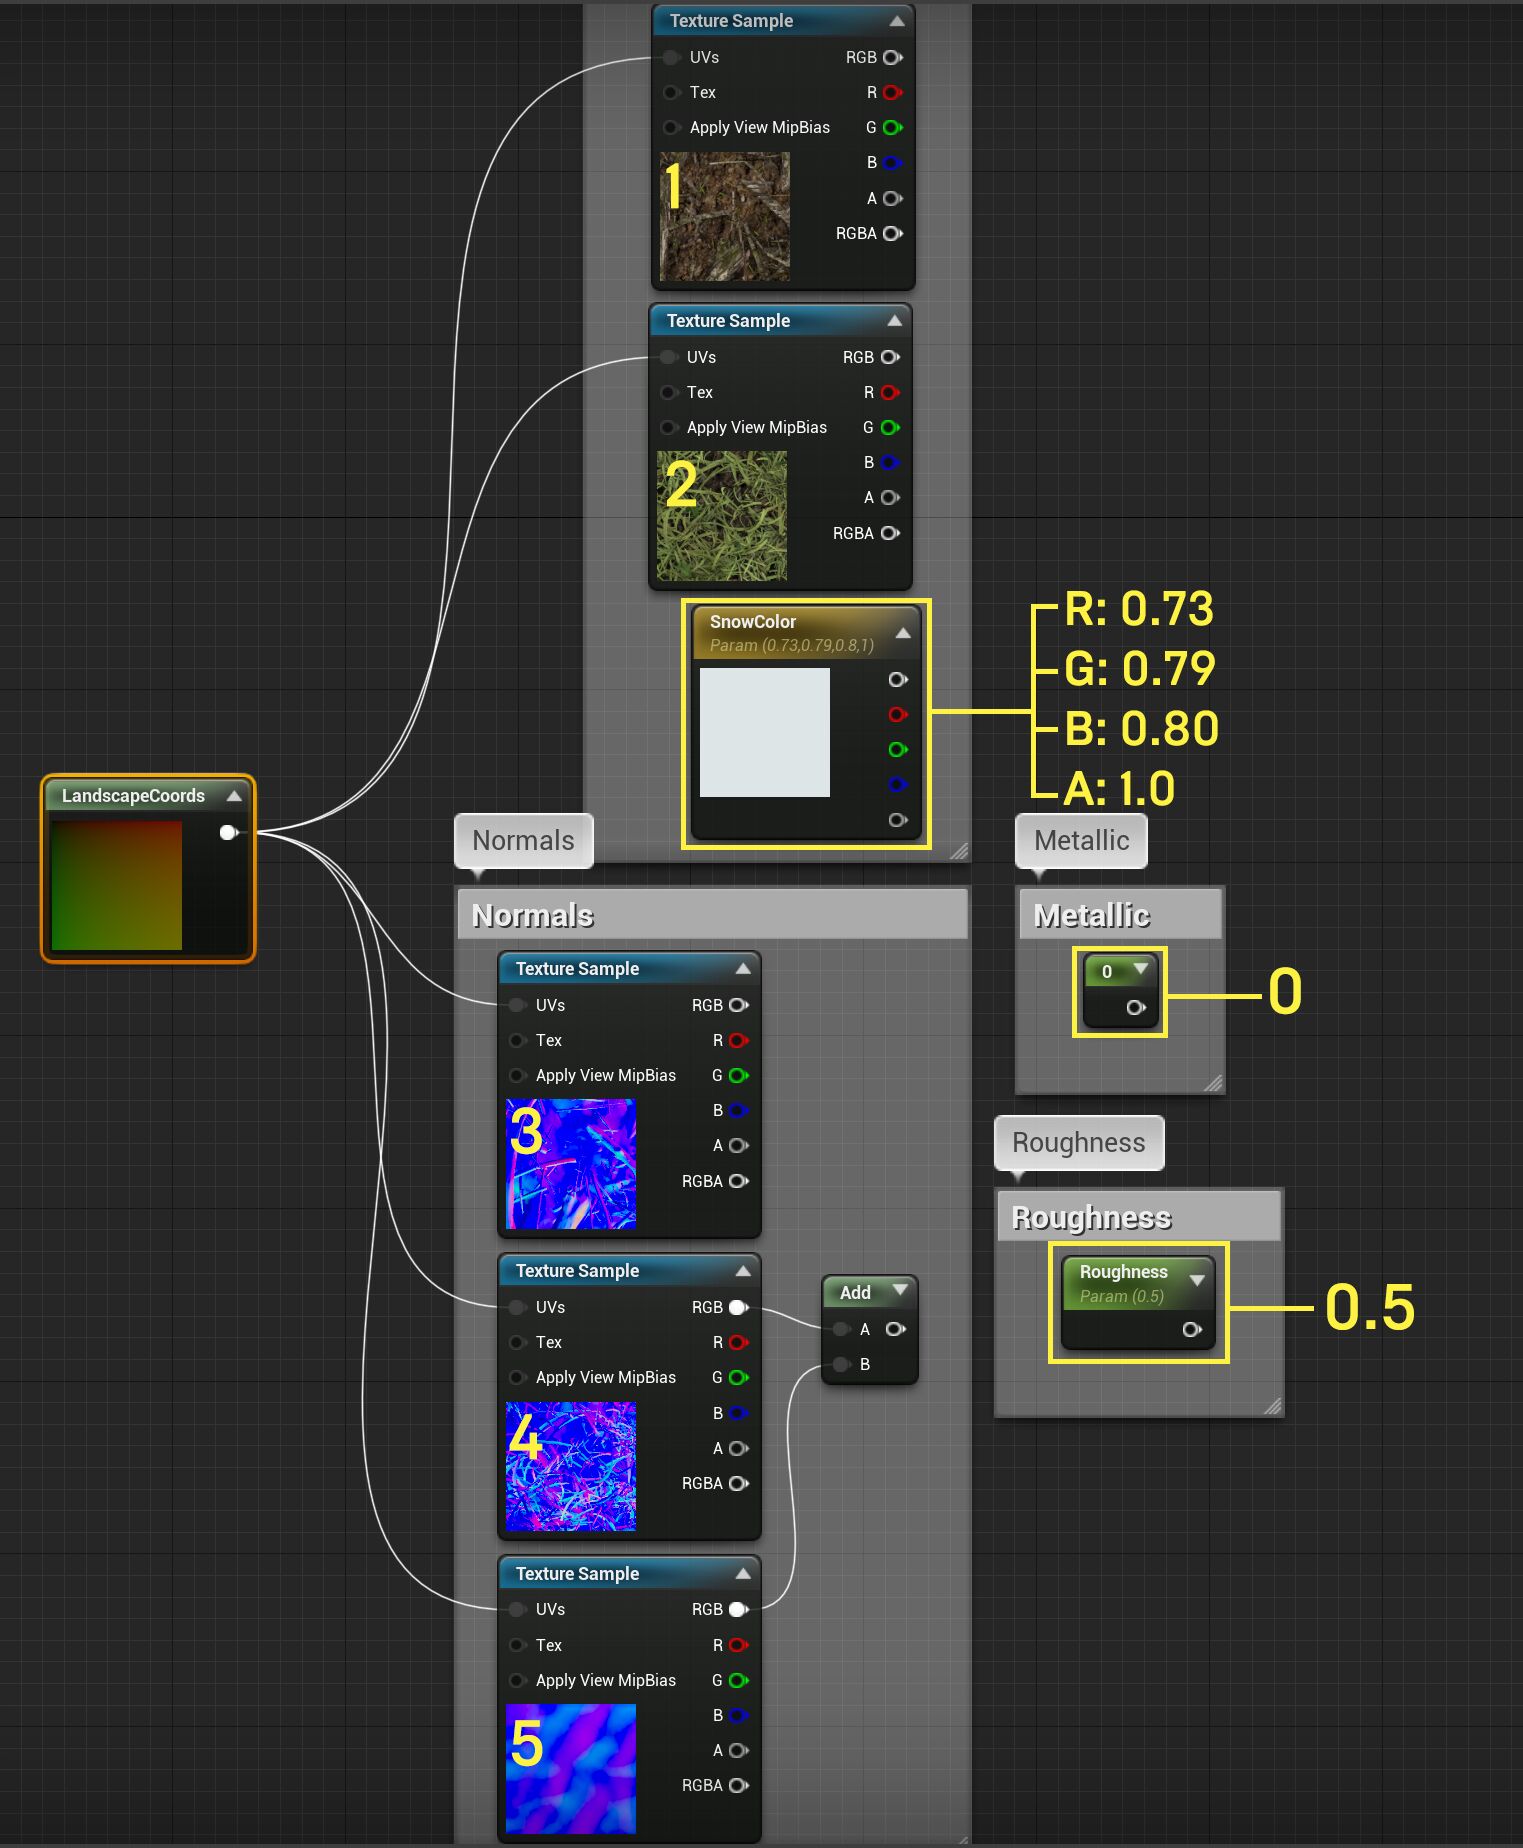 Texture Sample
UVs RGB
Tex R
Apply View MipBias G
B
1
A
RGBA
Texture Sample
UVs RGB
Tex R
Apply View MipBias G
B
2
A
RGBA
SnowColor
Param (0.73,0.79,0.8,1)
R: 0.73
G: 0.79
B: 0.80
A: 1.0
LandscapeCoords
Normals
Normals
Texture Sample
UVs RGB
Tex R
Apply View MipBias G
B
3
A
RGBA
Texture Sample
UVs RGB
Tex R
Apply View MipBias G
B
4
A
RGBA
Add
A
B
Texture Sample
UVs RGB
Tex R
Apply View MipBias G
B
5
A
RGBA
Metallic
Metallic
0
0
Roughness
Roughness
Roughness
Param (0.5)
0.5